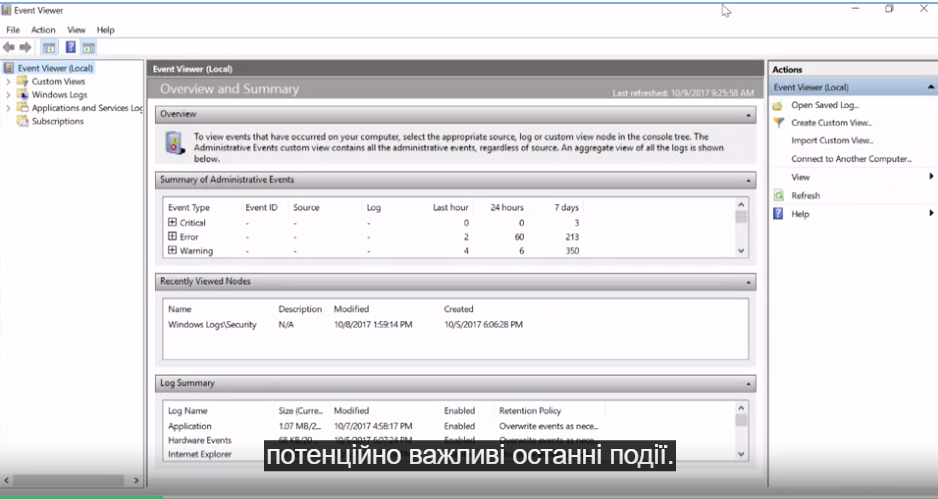 Event Viewer
File Action View Help
Event Viewer (Local)
Custom Views
Windows Logs
Applications and Services Log
Subscriptions
Event Viewer (Local)
Overview and Summary
Last refreshed: 10/9/2017 9:25:58 AM
Overview
To view events that have occurred on your computer, select the appropriate source, log or custom view node in the console tree. The
Administrative Events custom view contains all the administrative events, regardless of source. An aggregate view of all the logs is shown
below.
Summary of Administrative Events
Event Type Event ID Source Log Last hour 24 hours 7 days
Critical - - - 0 0 3
Error - - - 2 60 213
Warning - - - 4 6 350
Recently Viewed Nodes
Name Description Modified Created
Windows Logs\Security N/A 10/8/2017 1:59:14 PM 10/5/2017 6:06:28 PM
Log Summary
Log Name Size (Curre... Modified Enabled Retention Policy
Application 1.07 MB/2... 10/7/2017 4:58:17 PM Enabled Overwrite events as nece...
Hardware Events 68 KB/20... 10/5/2017 6:07:24 PM Enabled Overwrite events as nece...
Internet Explorer Enabled
Actions
Event Viewer (Local)
Open Saved Log...
Create Custom View...
Import Custom View...
Connect to Another Computer...
View
Refresh
Help
потенційно важливі останні події.